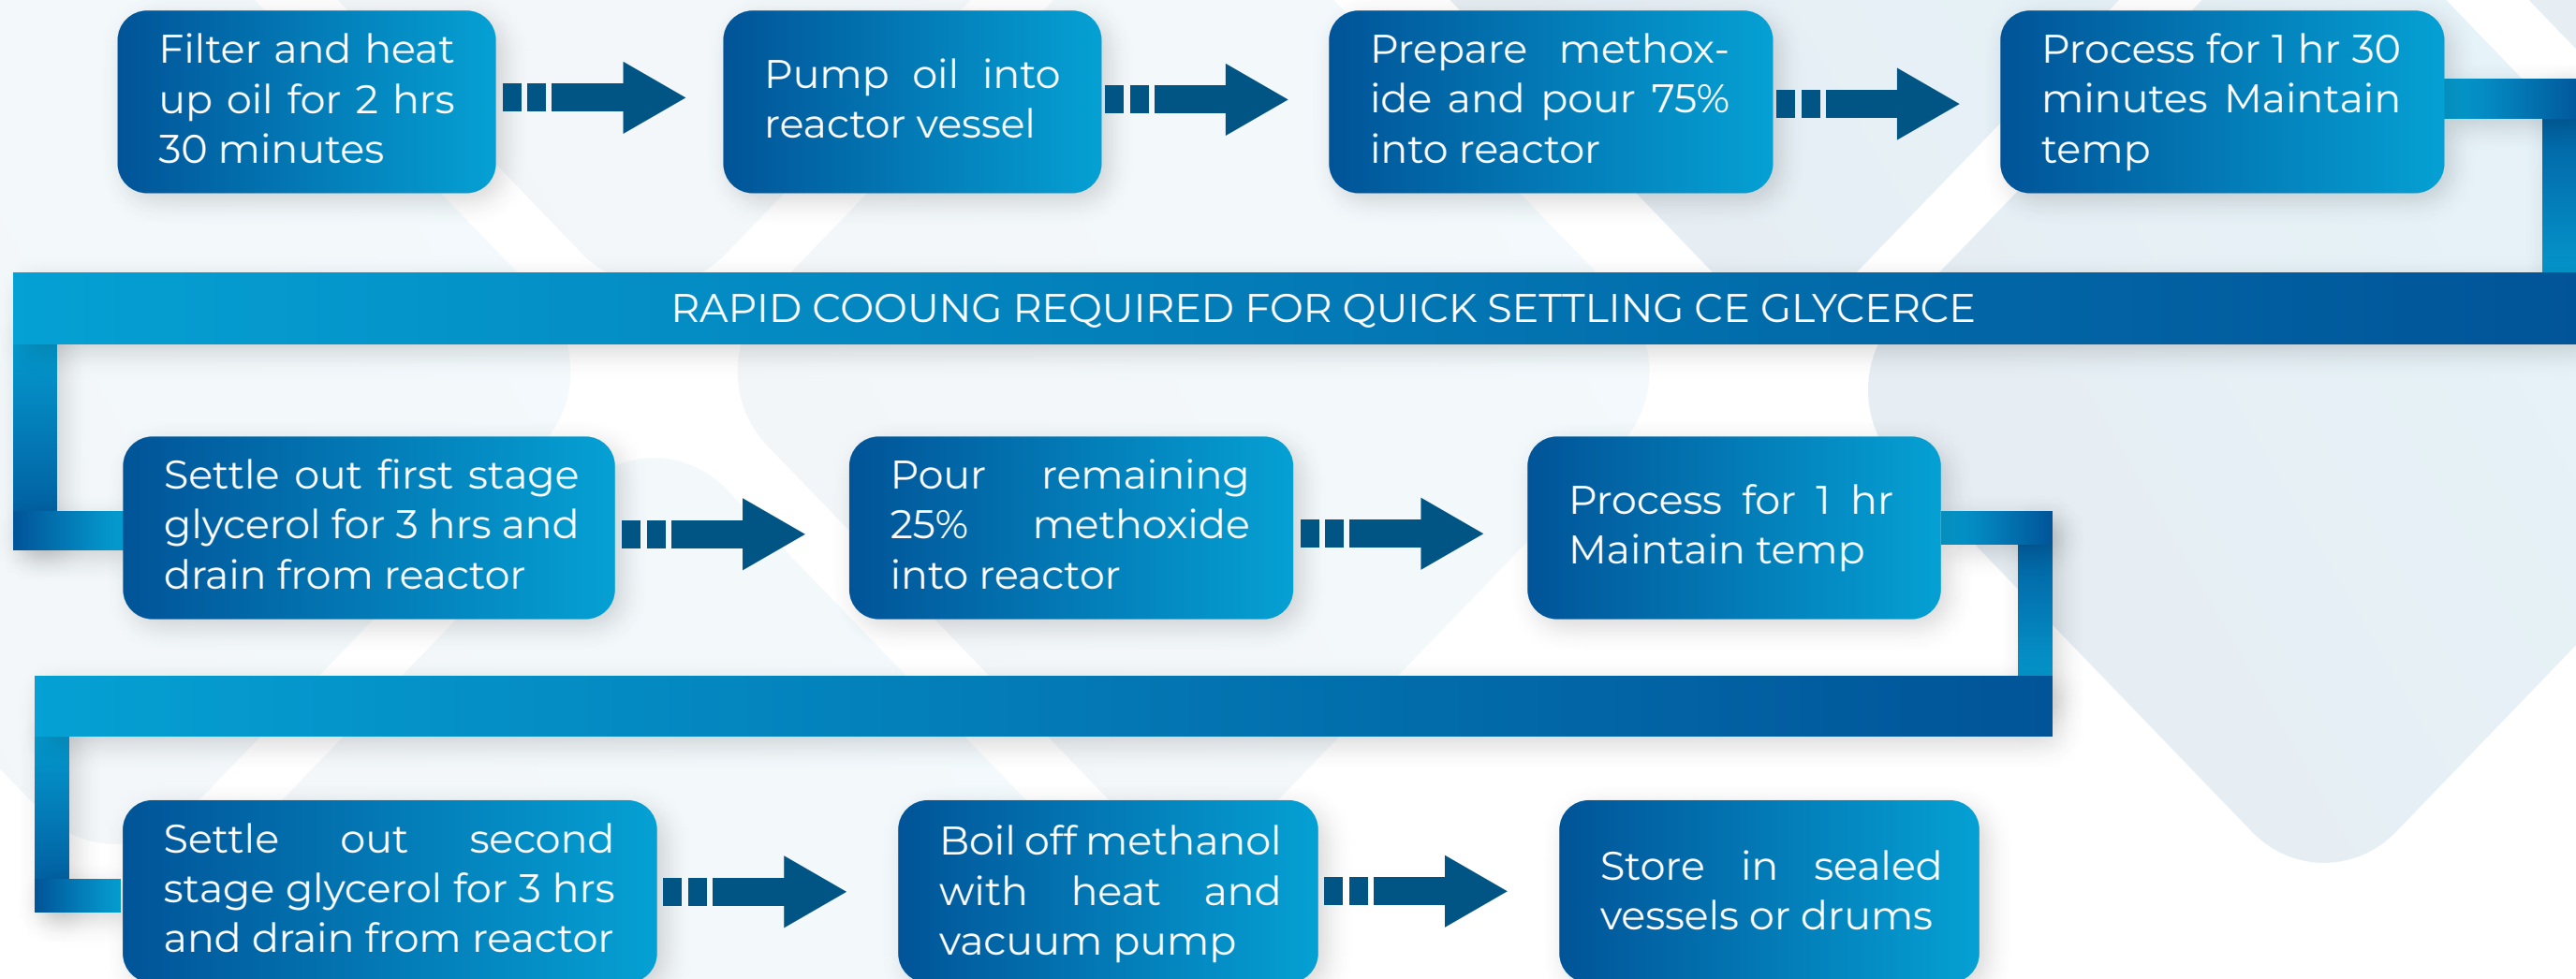 Filter and heat
up oil for 2 hrs
30 minutes
Pump oil into
reactor vessel
Prepare methox-
ide and pour 75%
into reactor
Process for 1 hr 30
minutes Maintain
temp
RAPID COOUNG REQUIRED FOR QUICK SETTLING CE GLYCERCE
Settle out first stage
glycerol for 3 hrs and
drain from reactor
Pour remaining
25% methoxide
into reactor
Process for 1 hr
Maintain temp
Settle out second
stage glycerol for 3 hrs
and drain from reactor
Boil off methanol
with heat and
vacuum pump
Store in sealed
vessels or drums